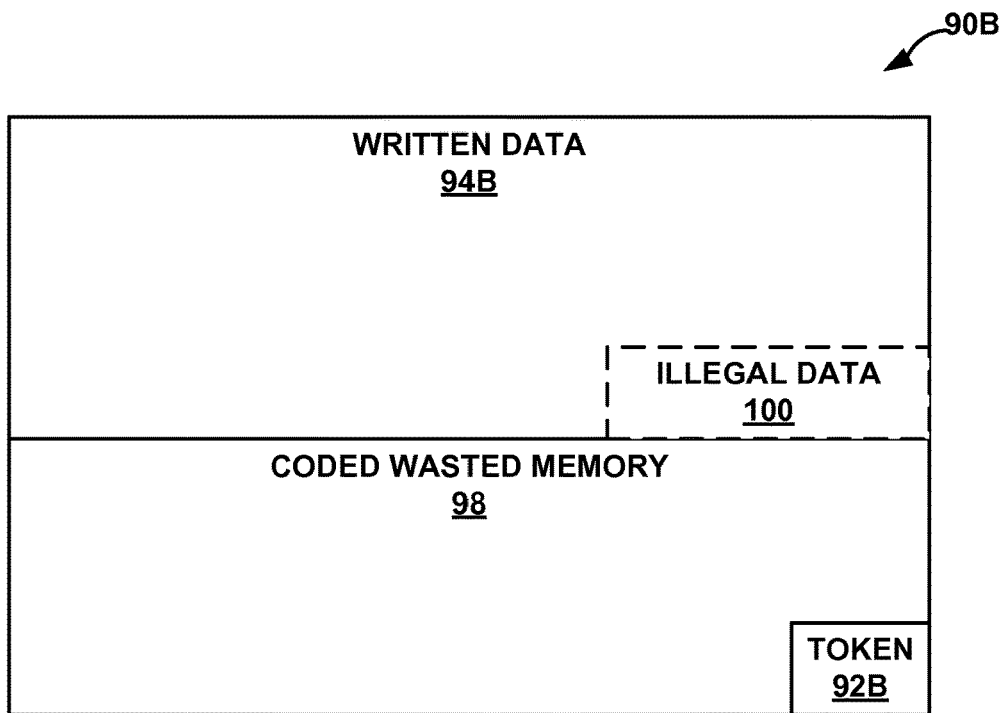 90B
WRITTEN DATA
94B
ILLEGAL DATA
100
CODED WASTED MEMORY
98
TOKEN
92B